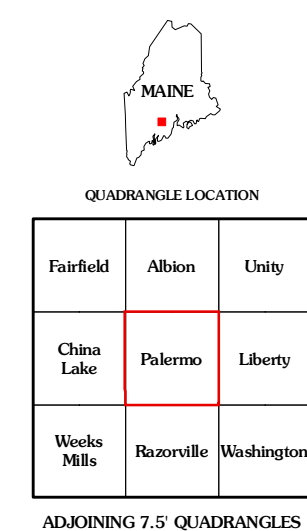 MAINE
QUADRANGLE LOCATION
Fairfield
Albion
Unity
China
Lake
Palermo
Liberty
Weeks
Mills
Razorville
Washington
ADJOINING 7.5' QUADRANGLES